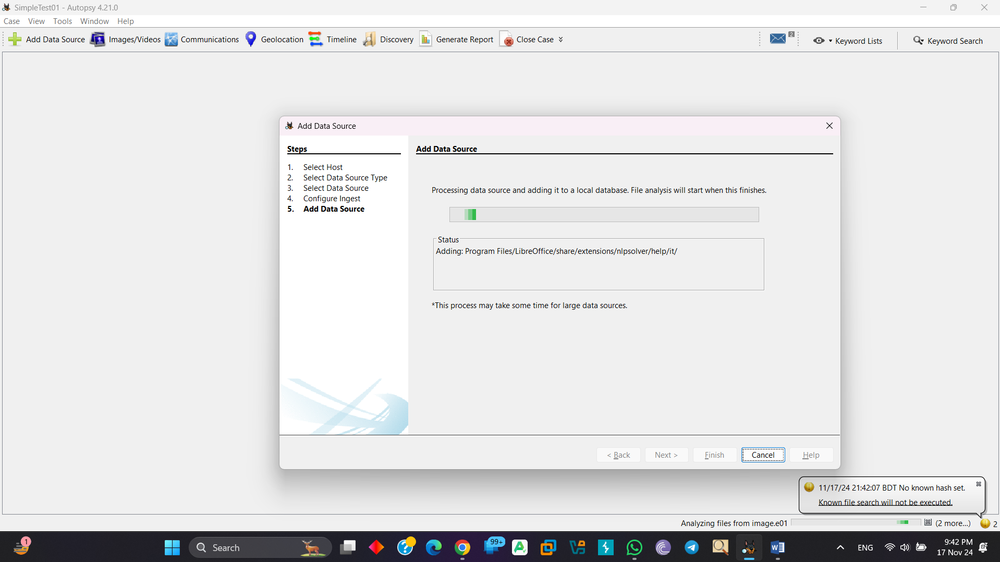 SimpleTest01 - Autopsy 4.21.0
Case View Tools Window Help
Add Data Source Images/Videos Communications Geolocation Timeline Discovery Generate Report Close Case 2 Keyword Lists Keyword Search
Add Data Source
Steps
1. Select Host
2. Select Data Source Type
3. Select Data Source
4. Configure Ingest
5. Add Data Source
Add Data Source
Processing data source and adding it to a local database. File analysis will start when this finishes.
Status
Adding: Program Files/LibreOffice/share/extensions/nlpsolver/help/it/
*This process may take some time for large data sources.
< Back Next > Finish Cancel Help
11/17/24 21:42:07 BDT No known hash set.
Known file search will not be executed.
Analyzing files from image.e01 (2 more...) 2
1 Search 99+ ENG 9:42 PM
17 Nov 24